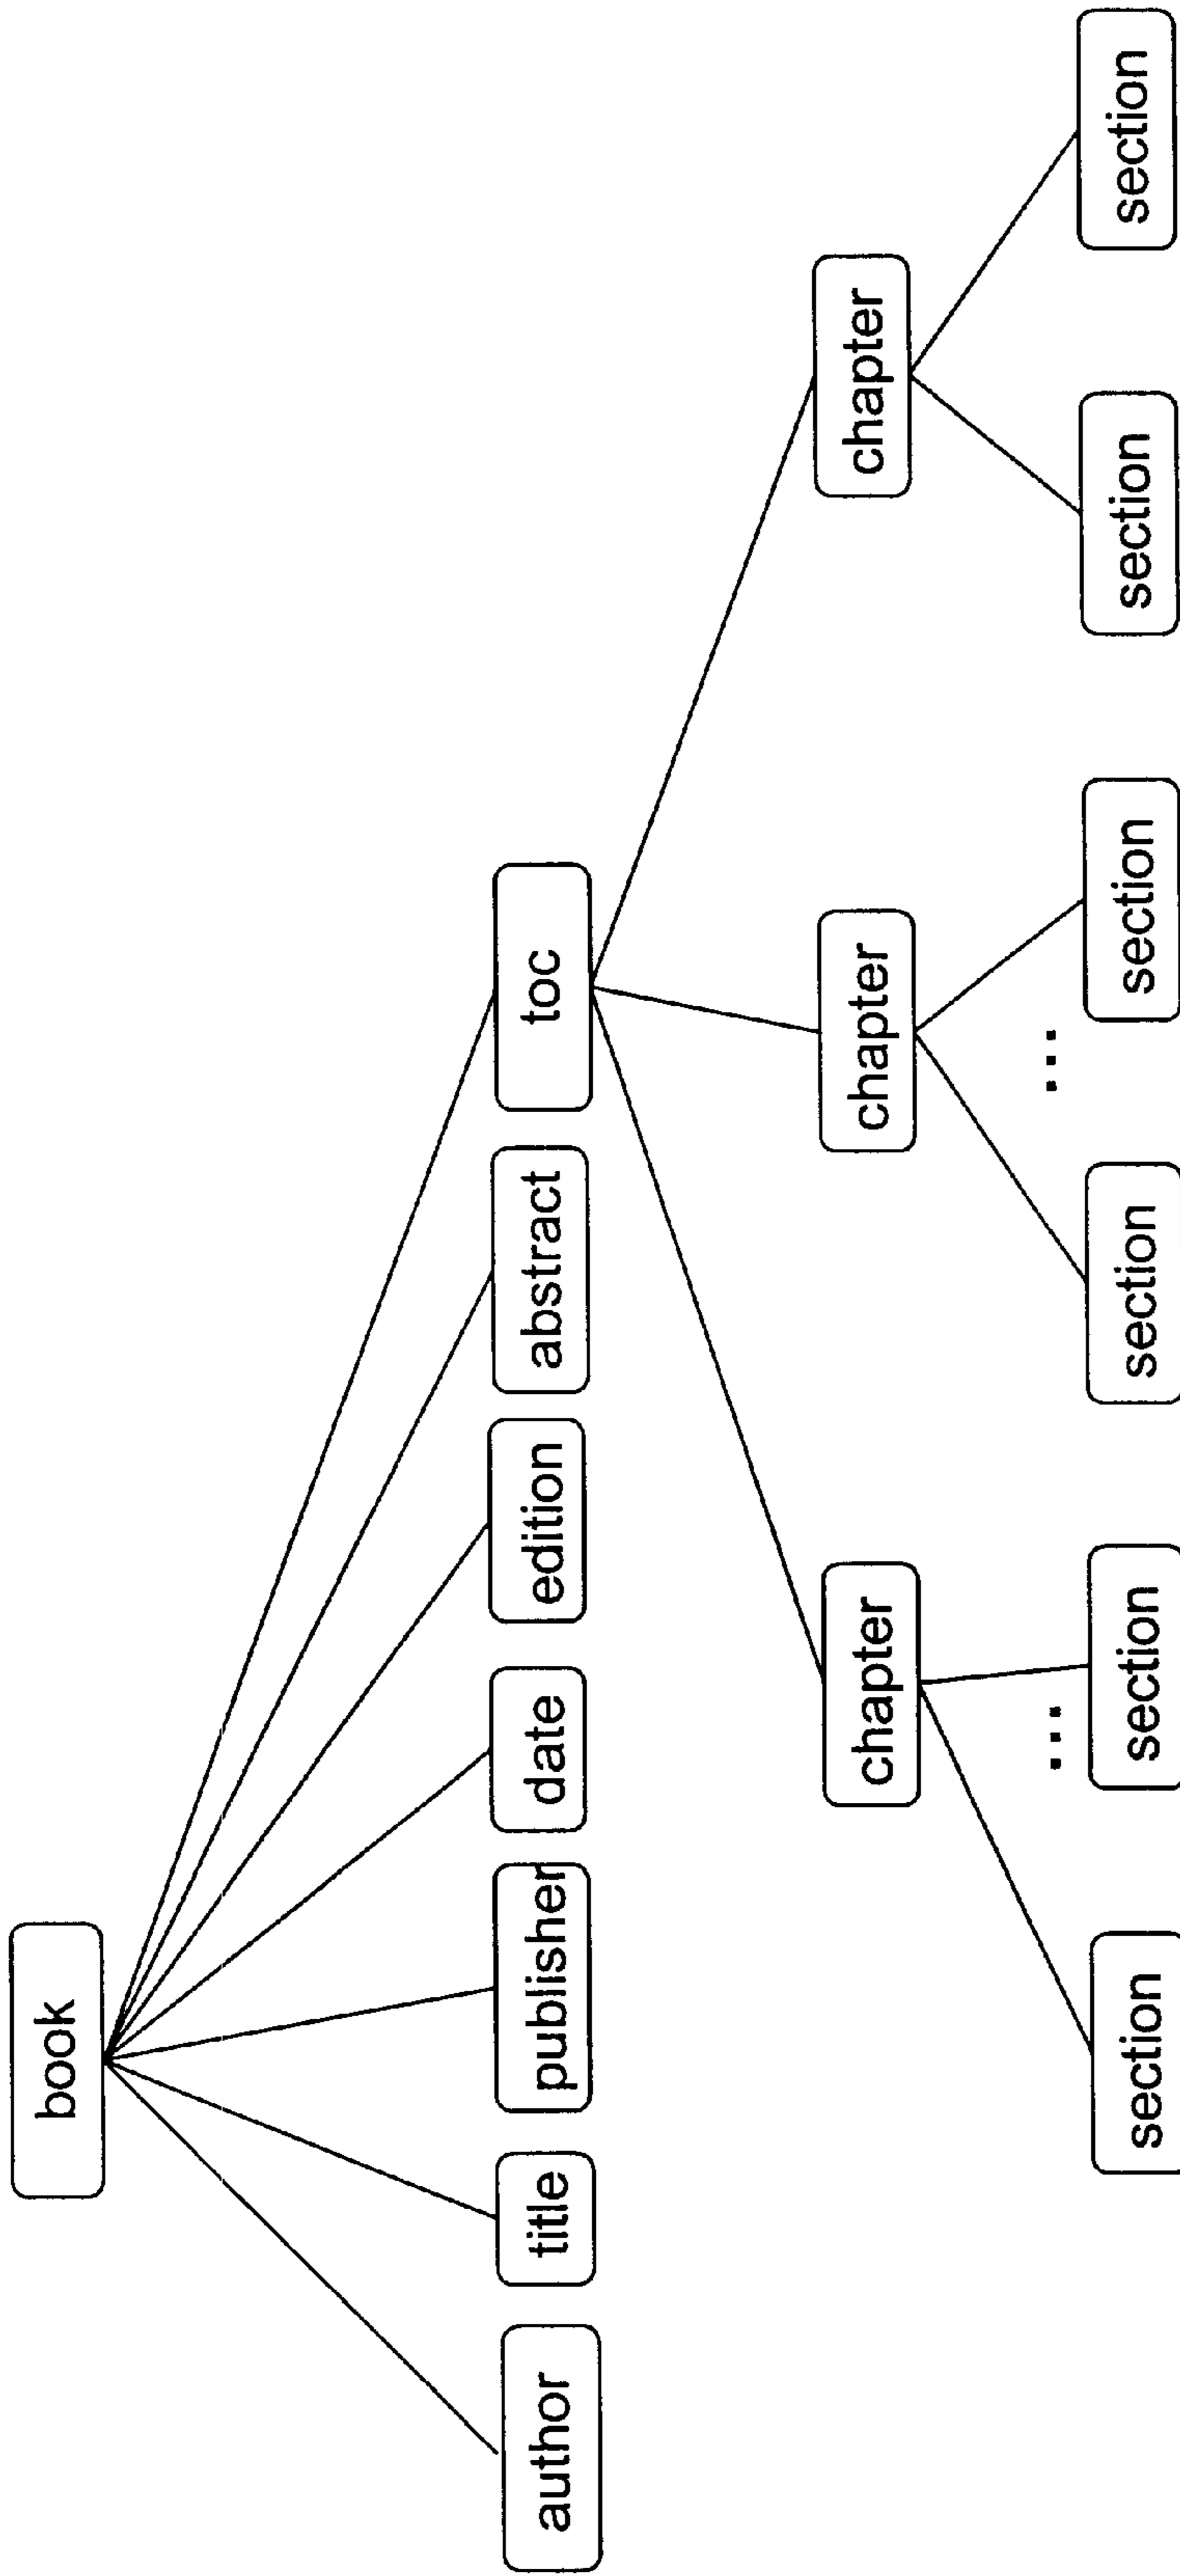 book
author
title
publisher
date
edition
abstract
toc
chapter
chapter
chapter
section
...
section
section
...
section
section
section